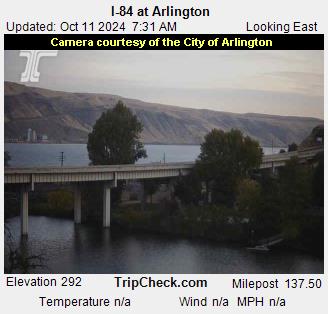 I-84 at Arlington
Updated: Oct 11 2024 7:31 AM Looking East
Camera courtesy of the City of Arlington
Elevation 292 TripCheck.com Milepost 137.50
Temperature n/a Wind n/a MPH n/a